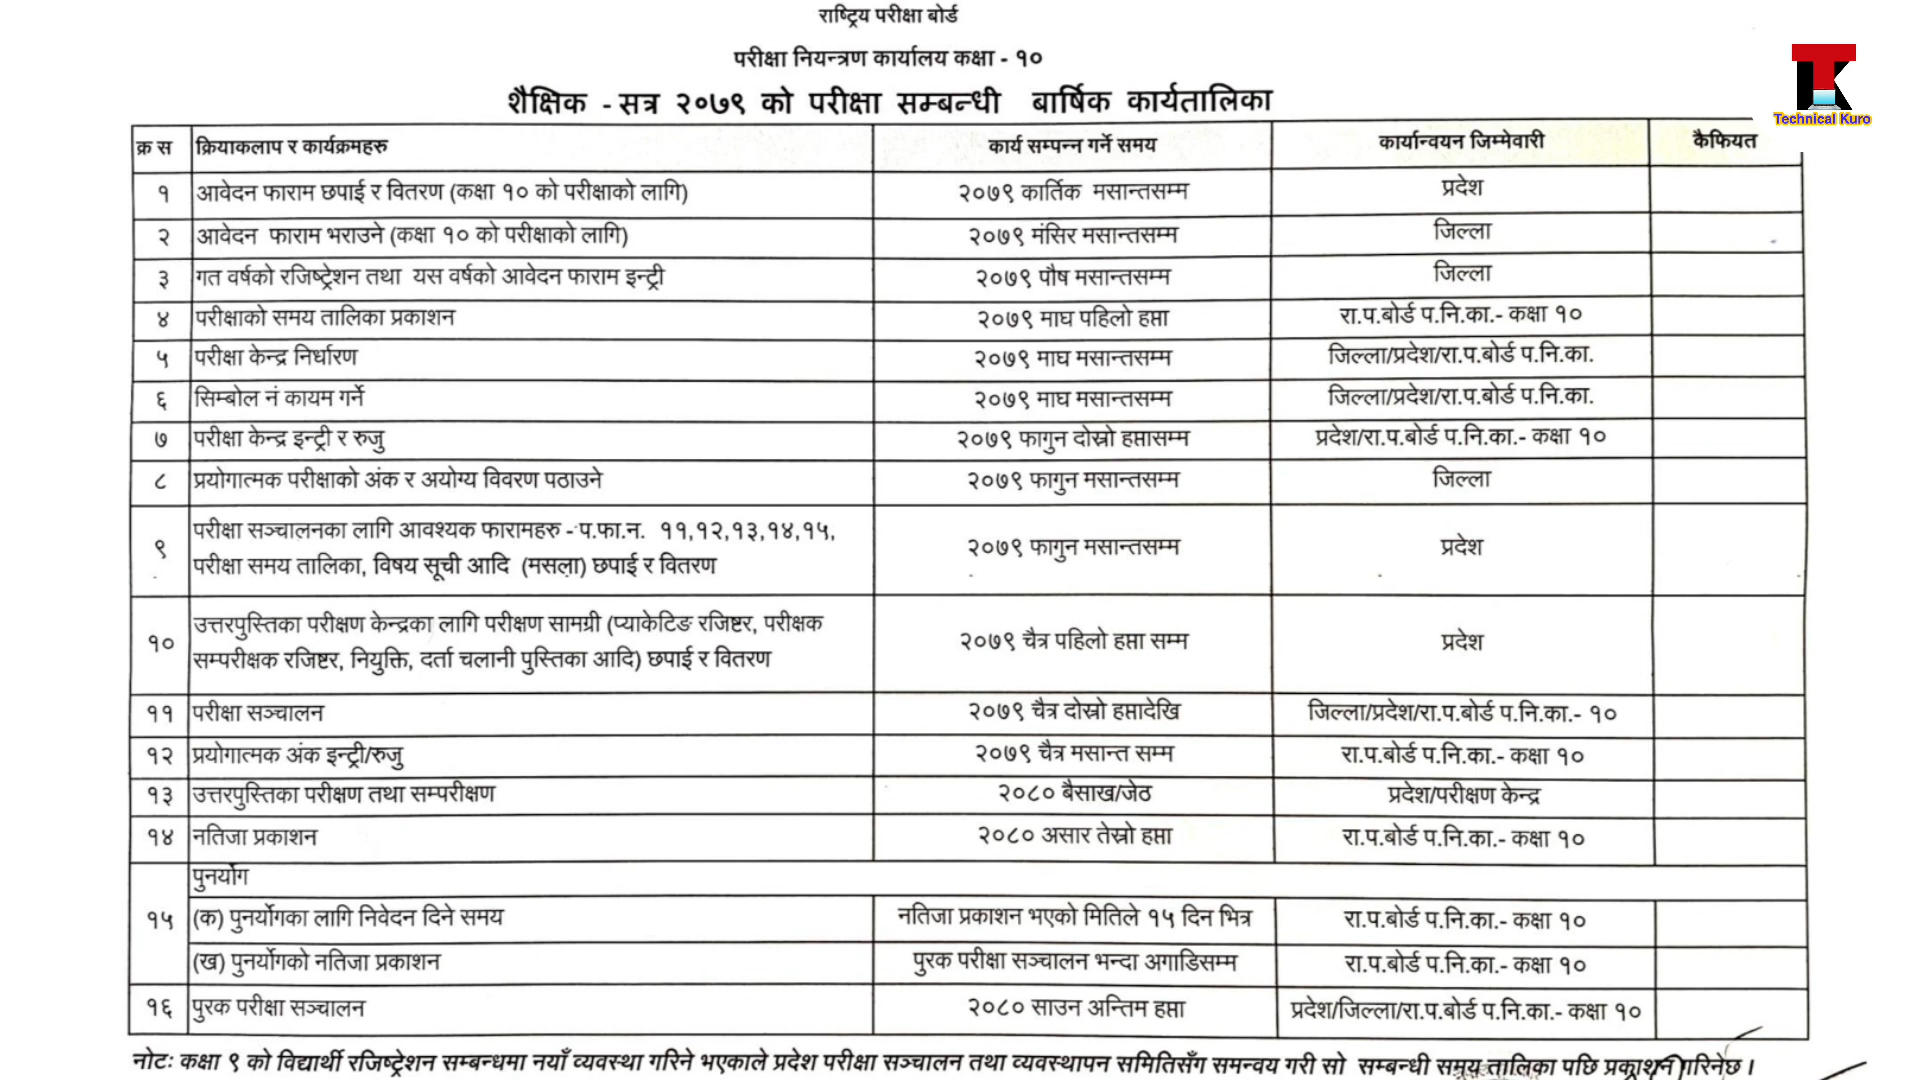 राष्ट्रिय परीक्षा बोर्ड
परीक्षा नियन्त्रण कार्यालय कक्षा - १०
शैक्षिक - सत्र २०७९ को परीक्षा सम्बन्धी बार्षिक कार्यतालिका
Technical Kuro
क्र स क्रियाकलाप र कार्यक्रमहरु कार्य सम्पन्न गर्ने समय कार्यान्वयन जिम्मेवारी कैफियत
१ आवेदन फाराम छपाई र वितरण (कक्षा १० को परीक्षाको लागि) २०७९ कार्तिक मसान्तसम्म प्रदेश
२ आवेदन फाराम भराउने (कक्षा १० को परीक्षाको लागि) २०७९ मंसिर मसान्तसम्म जिल्ला
३ गत वर्षको रजिष्ट्रेशन तथा यस वर्षको आवेदन फाराम इन्ट्री २०७९ पौष मसान्तसम्म जिल्ला
४ परीक्षाको समय तालिका प्रकाशन २०७९ माघ पहिलो हप्ता रा.प.बोर्ड प.नि.का.- कक्षा १०
५ परीक्षा केन्द्र निर्धारण २०७९ माघ मसान्तसम्म जिल्ला/प्रदेश/रा.प.बोर्ड प.नि.का.
६ सिम्बोल नं कायम गर्ने २०७९ माघ मसान्तसम्म जिल्ला/प्रदेश/रा.प.बोर्ड प.नि.का.
७ परीक्षा केन्द्र इन्ट्री र रुजु २०७९ फागुन दोस्रो हप्तासम्म प्रदेश/रा.प.बोर्ड प.नि.का.- कक्षा १०
८ प्रयोगात्मक परीक्षाको अंक र अयोग्य विवरण पठाउने २०७९ फागुन मसान्तसम्म जिल्ला
९ परीक्षा सञ्चालनका लागि आवश्यक फारामहरु - प.फा.न. ११,१२,१३,१४,१५,
परीक्षा समय तालिका, विषय सूची आदि (मसला) छपाई र वितरण २०७९ फागुन मसान्तसम्म प्रदेश
१० उत्तरपुस्तिका परीक्षण केन्द्रका लागि परीक्षण सामग्री (प्याकेटिङ रजिष्टर, परीक्षक
सम्परीक्षक रजिष्टर, नियुक्ति, दर्ता चलानी पुस्तिका आदि) छपाई र वितरण २०७९ चैत्र पहिलो हप्ता सम्म प्रदेश
११ परीक्षा सञ्चालन २०७९ चैत्र दोस्रो हप्तादेखि जिल्ला/प्रदेश/रा.प.बोर्ड प.नि.का.- १०
१२ प्रयोगात्मक अंक इन्ट्री/रुजु २०७९ चैत्र मसान्त सम्म रा.प.बोर्ड प.नि.का.- कक्षा १०
१३ उत्तरपुस्तिका परीक्षण तथा सम्परीक्षण २०८० बैसाख/जेठ प्रदेश/परीक्षण केन्द्र
१४ नतिजा प्रकाशन २०८० असार तेस्रो हप्ता रा.प.बोर्ड प.नि.का.- कक्षा १०
पुनर्योग
१५ (क) पुनर्योगका लागि निवेदन दिने समय नतिजा प्रकाशन भएको मितिले १५ दिन भित्र रा.प.बोर्ड प.नि.का.- कक्षा १०
(ख) पुनर्योगको नतिजा प्रकाशन पुरक परीक्षा सञ्चालन भन्दा अगाडिसम्म रा.प.बोर्ड प.नि.का.- कक्षा १०
१६ पुरक परीक्षा सञ्चालन २०८० साउन अन्तिम हप्ता प्रदेश/जिल्ला/रा.प.बोर्ड प.नि.का.- कक्षा १०
नोटः कक्षा ९ को विद्यार्थी रजिष्ट्रेशन सम्बन्धमा नयाँ व्यवस्था गरिने भएकाले प्रदेश परीक्षा सञ्चालन तथा व्यवस्थापन समितिसँग समन्वय गरी सो सम्बन्धी समय तालिका पछि प्रकाशन गरिनेछ ।